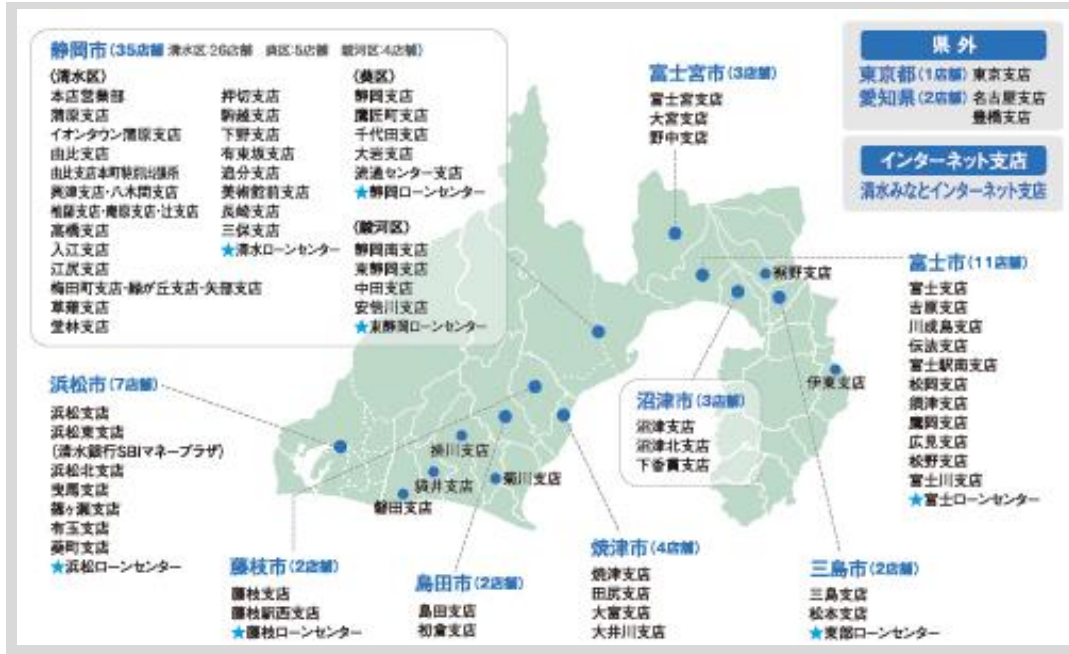 静岡市(35店舗 清水区:26店舗 葵区:5店舗 駿河区:4店舗)
(清水区)
本店営業部
蒲原支店
イオンタウン蒲原支店
由比支店
由比支店本町特別出張所
興津支店・八木間支店
袖師支店・庵原支店・辻支店
高橋支店
入江支店
江尻支店
梅田町支店・緑が丘支店・矢部支店
草薙支店
堂林支店
押切支店
駒越支店
下野支店
有東坂支店
追分支店
美術館前支店
長崎支店
三保支店
★清水ローンセンター
(葵区)
静岡支店
鷹匠町支店
千代田支店
大岩支店
流通センター支店
★静岡ローンセンター
(駿河区)
静岡南支店
東静岡支店
中田支店
安倍川支店
★東静岡ローンセンター
富士宮市(3店舗)
富士宮支店
大宮支店
野中支店
県外
東京都(1店舗) 東京支店
愛知県(2店舗) 名古屋支店
豊橋支店
インターネット支店
清水みなとインターネット支店
裾野支店
富士市(11店舗)
富士支店
吉原支店
川成島支店
伝法支店
富士駅南支店
松岡支店
須津支店
鷹岡支店
広見支店
松野支店
富士川支店
★富士ローンセンター
伊東支店
浜松市(7店舗)
浜松支店
浜松東支店
(清水銀行SBIマネープラザ)
浜松北支店
曳馬支店
篠ヶ瀬支店
有玉支店
葵町支店
★浜松ローンセンター
沼津市(3店舗)
沼津支店
沼津北支店
下香貫支店
掛川支店
袋井支店
菊川支店
磐田支店
藤枝市(2店舗)
藤枝支店
藤枝駅西支店
★藤枝ローンセンター
島田市(2店舗)
島田支店
初倉支店
焼津市(4店舗)
焼津支店
田尻支店
大富支店
大井川支店
三島市(2店舗)
三島支店
松本支店
★東部ローンセンター